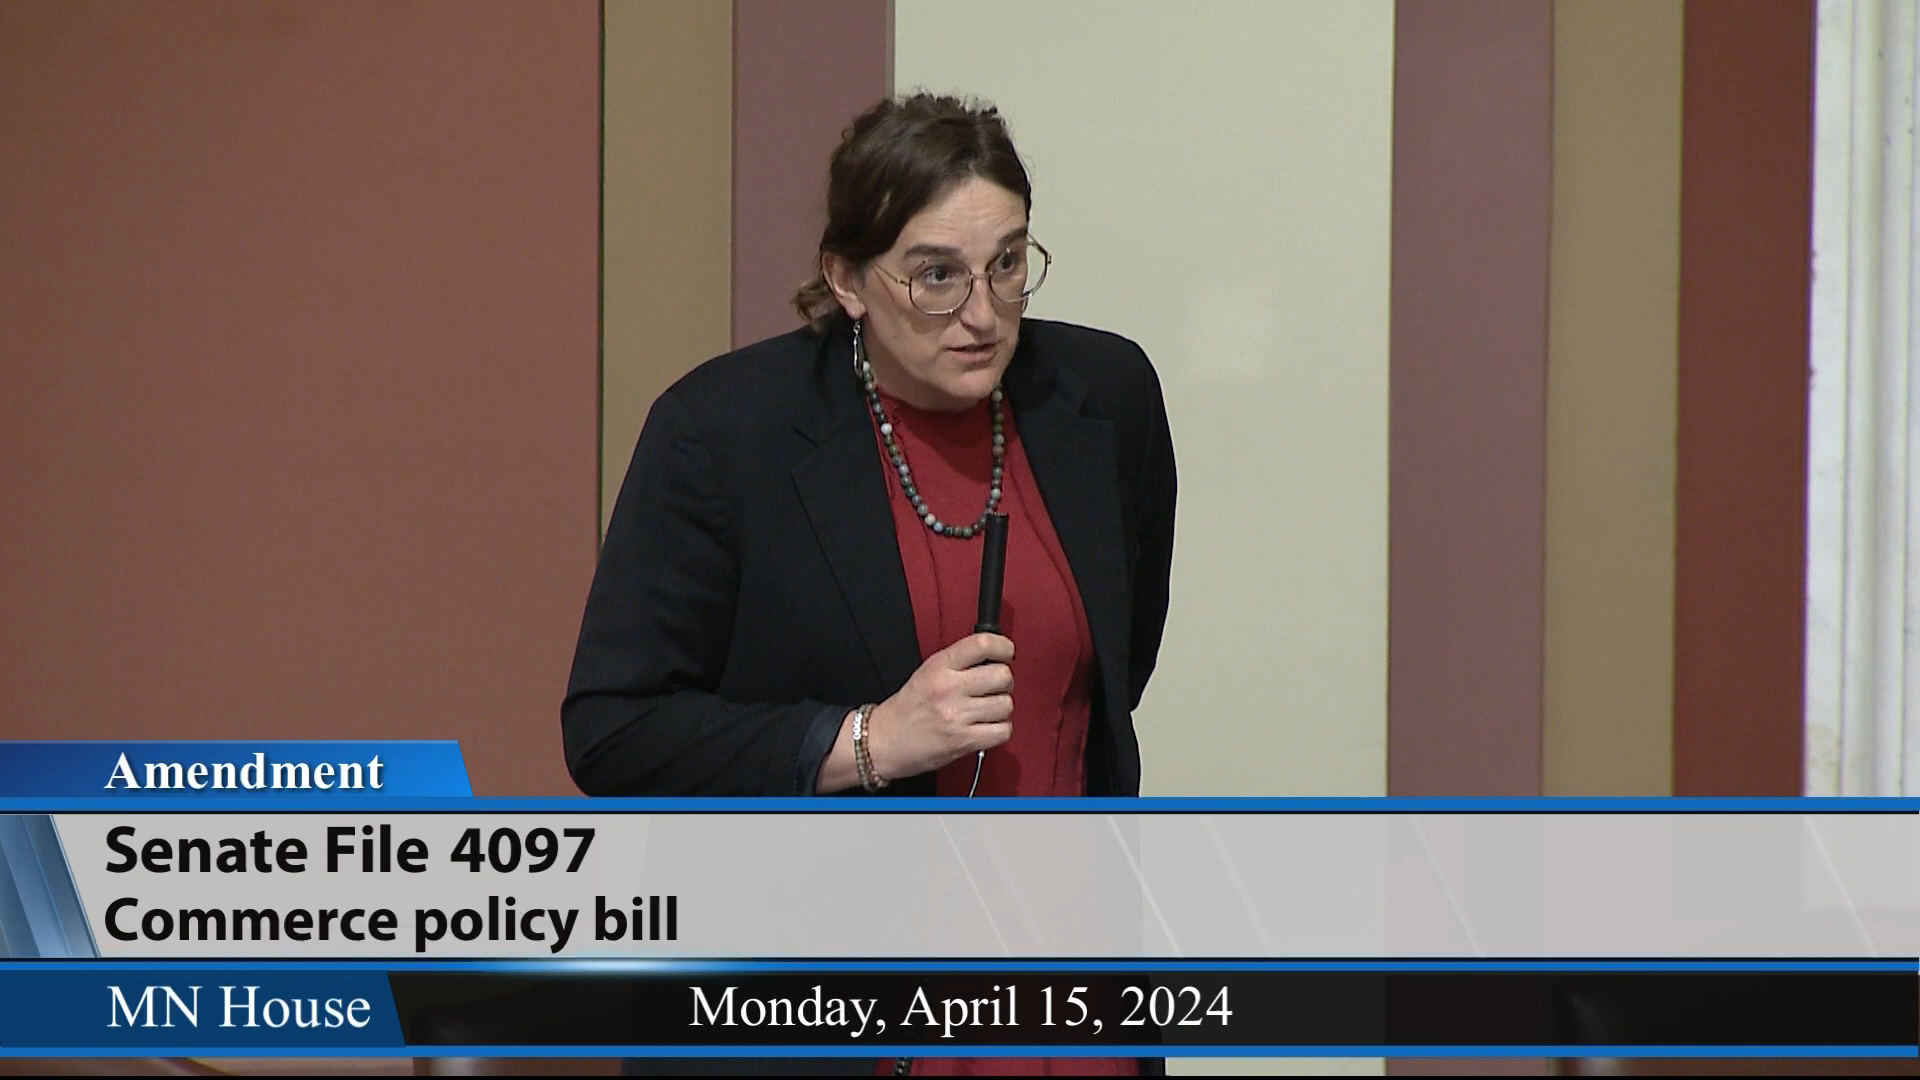 Amendment
Senate File 4097
Commerce policy bill
MN House
Monday, April 15, 2024